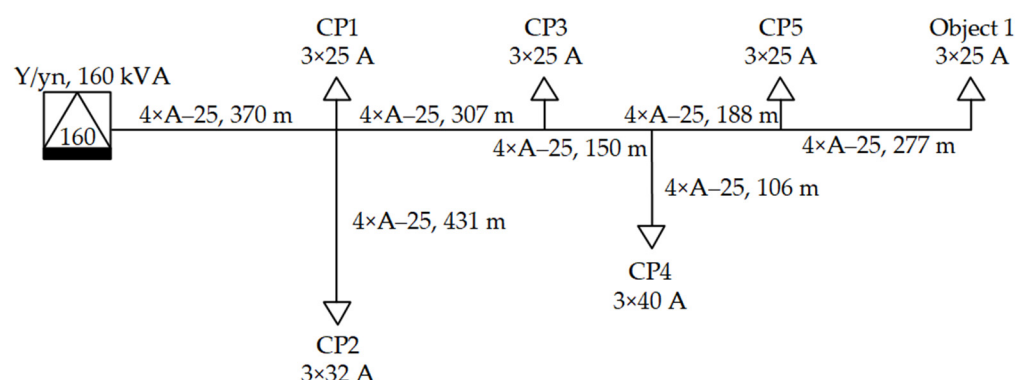 CP1
3×25 A
CP3
3×25 A
CP5
3×25 A
Object 1
3×25 A
Y/yn, 160 kVA
160
4×A–25, 370 m
4×A–25, 307 m
4×A–25, 150 m
4×A–25, 188 m
4×A–25, 277 m
4×A–25, 106 m
4×A–25, 431 m
CP4
3×40 A
CP2
3×32 A